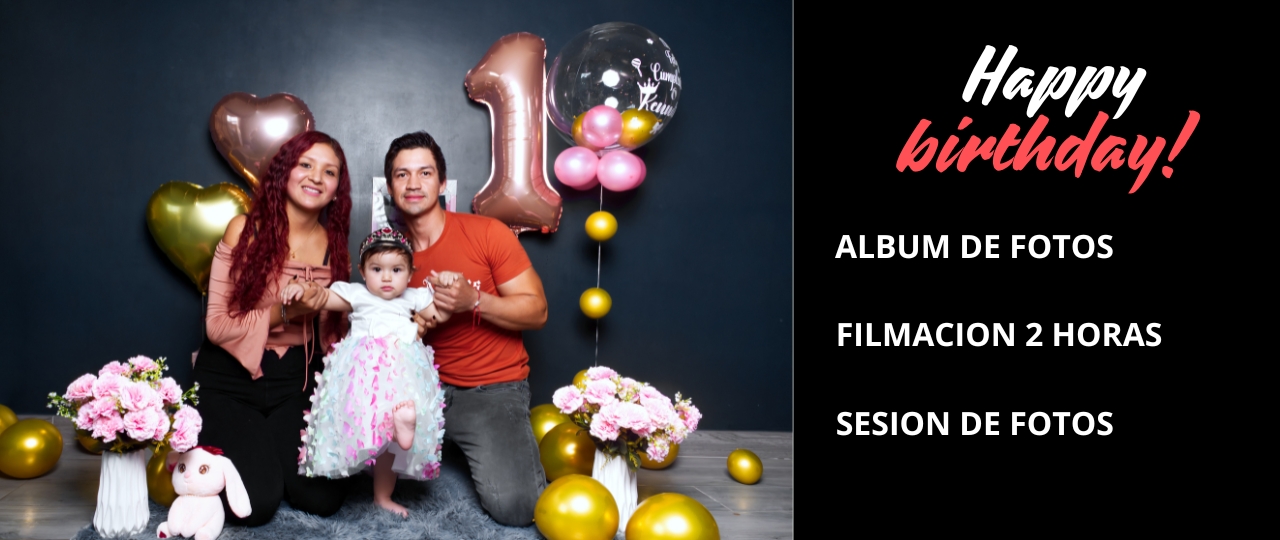 Happy
birthday!
ALBUM DE FOTOS
FILMACION 2 HORAS
SESION DE FOTOS